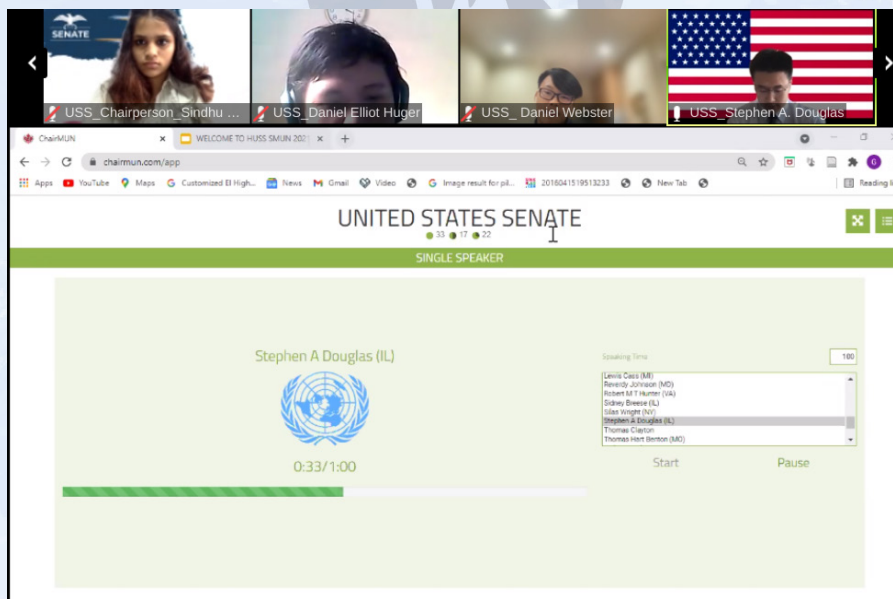 SENATE
USS_Chairperson_Sindhu ...
USS_Daniel Elliot Huger
USS_ Daniel Webster
USS_Stephen A. Douglas
ChairMUN
WELCOME TO HUSS SMUN 202
chairmun.com/app
G
Apps
YouTube
Maps
Customized EI High...
News
Gmail
Video
Image result for pil...
2016041519513233
New Tab
Reading li
UNITED STATES SENATE
33 17 22
SINGLE SPEAKER
Stephen A Douglas (IL)
0:33/1:00
Speaking Time
100
Lewis Cass (MI)
Reverdy Johnson (MD)
Robert M T Hunter (VA)
Sidney Breese (IL)
Silas Wright (NY)
Stephen A Douglas (IL)
Thomas Clayton
Thomas Hart Benton (MO)
Start
Pause